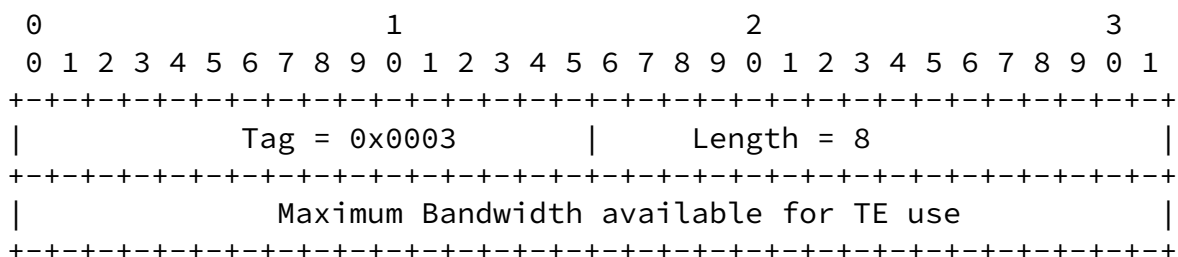 0                   1                   2                   3
 0 1 2 3 4 5 6 7 8 9 0 1 2 3 4 5 6 7 8 9 0 1 2 3 4 5 6 7 8 9 0 1
+-+-+-+-+-+-+-+-+-+-+-+-+-+-+-+-+-+-+-+-+-+-+-+-+-+-+-+-+-+-+-+-+
|            Tag = 0x0003       |     Length = 8                |
+-+-+-+-+-+-+-+-+-+-+-+-+-+-+-+-+-+-+-+-+-+-+-+-+-+-+-+-+-+-+-+-+
|              Maximum Bandwidth available for TE use           |
+-+-+-+-+-+-+-+-+-+-+-+-+-+-+-+-+-+-+-+-+-+-+-+-+-+-+-+-+-+-+-+-+